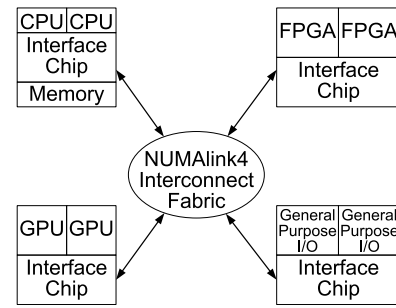 CPU CPU
Interface
Chip
Memory
FPGA FPGA
Interface
Chip
NUMAlink4
Interconnect
Fabric
GPU GPU
Interface
Chip
General General
Purpose Purpose
I/O I/O
Interface
Chip